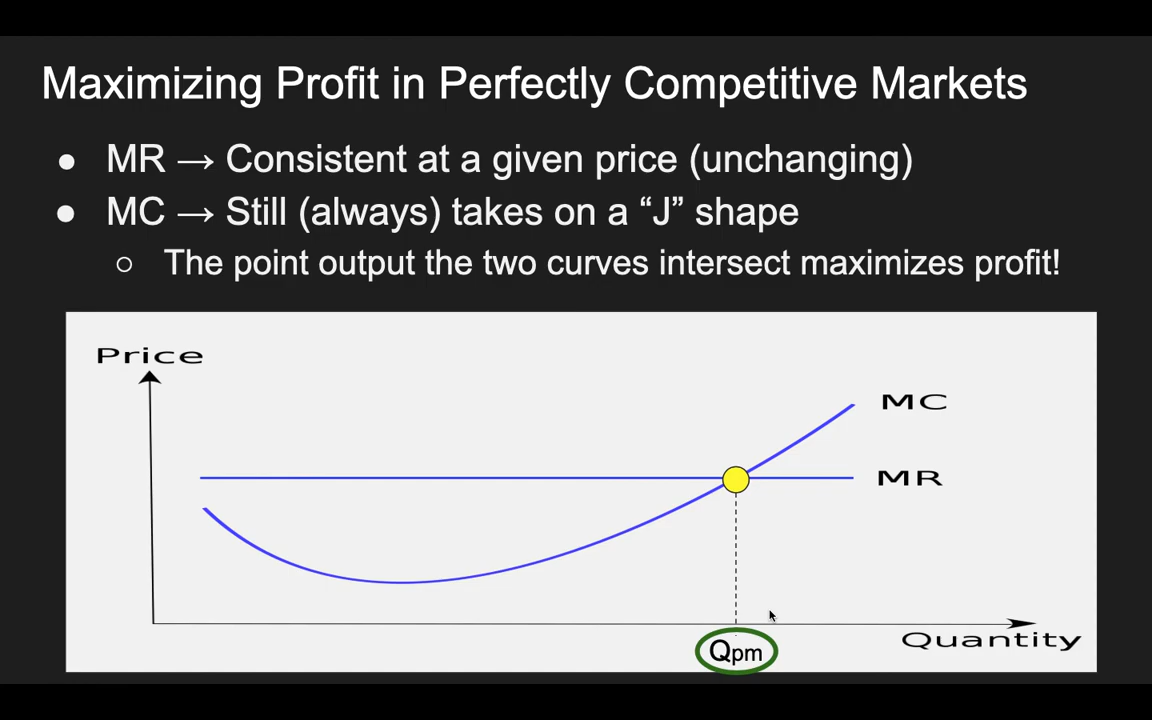 Maximizing Profit in Perfectly Competitive Markets
● MR → Consistent at a given price (unchanging)
● MC → Still (always) takes on a “J” shape
○ The point output the two curves intersect maximizes profit!
Price
MC
MR
Quantity
Qpm